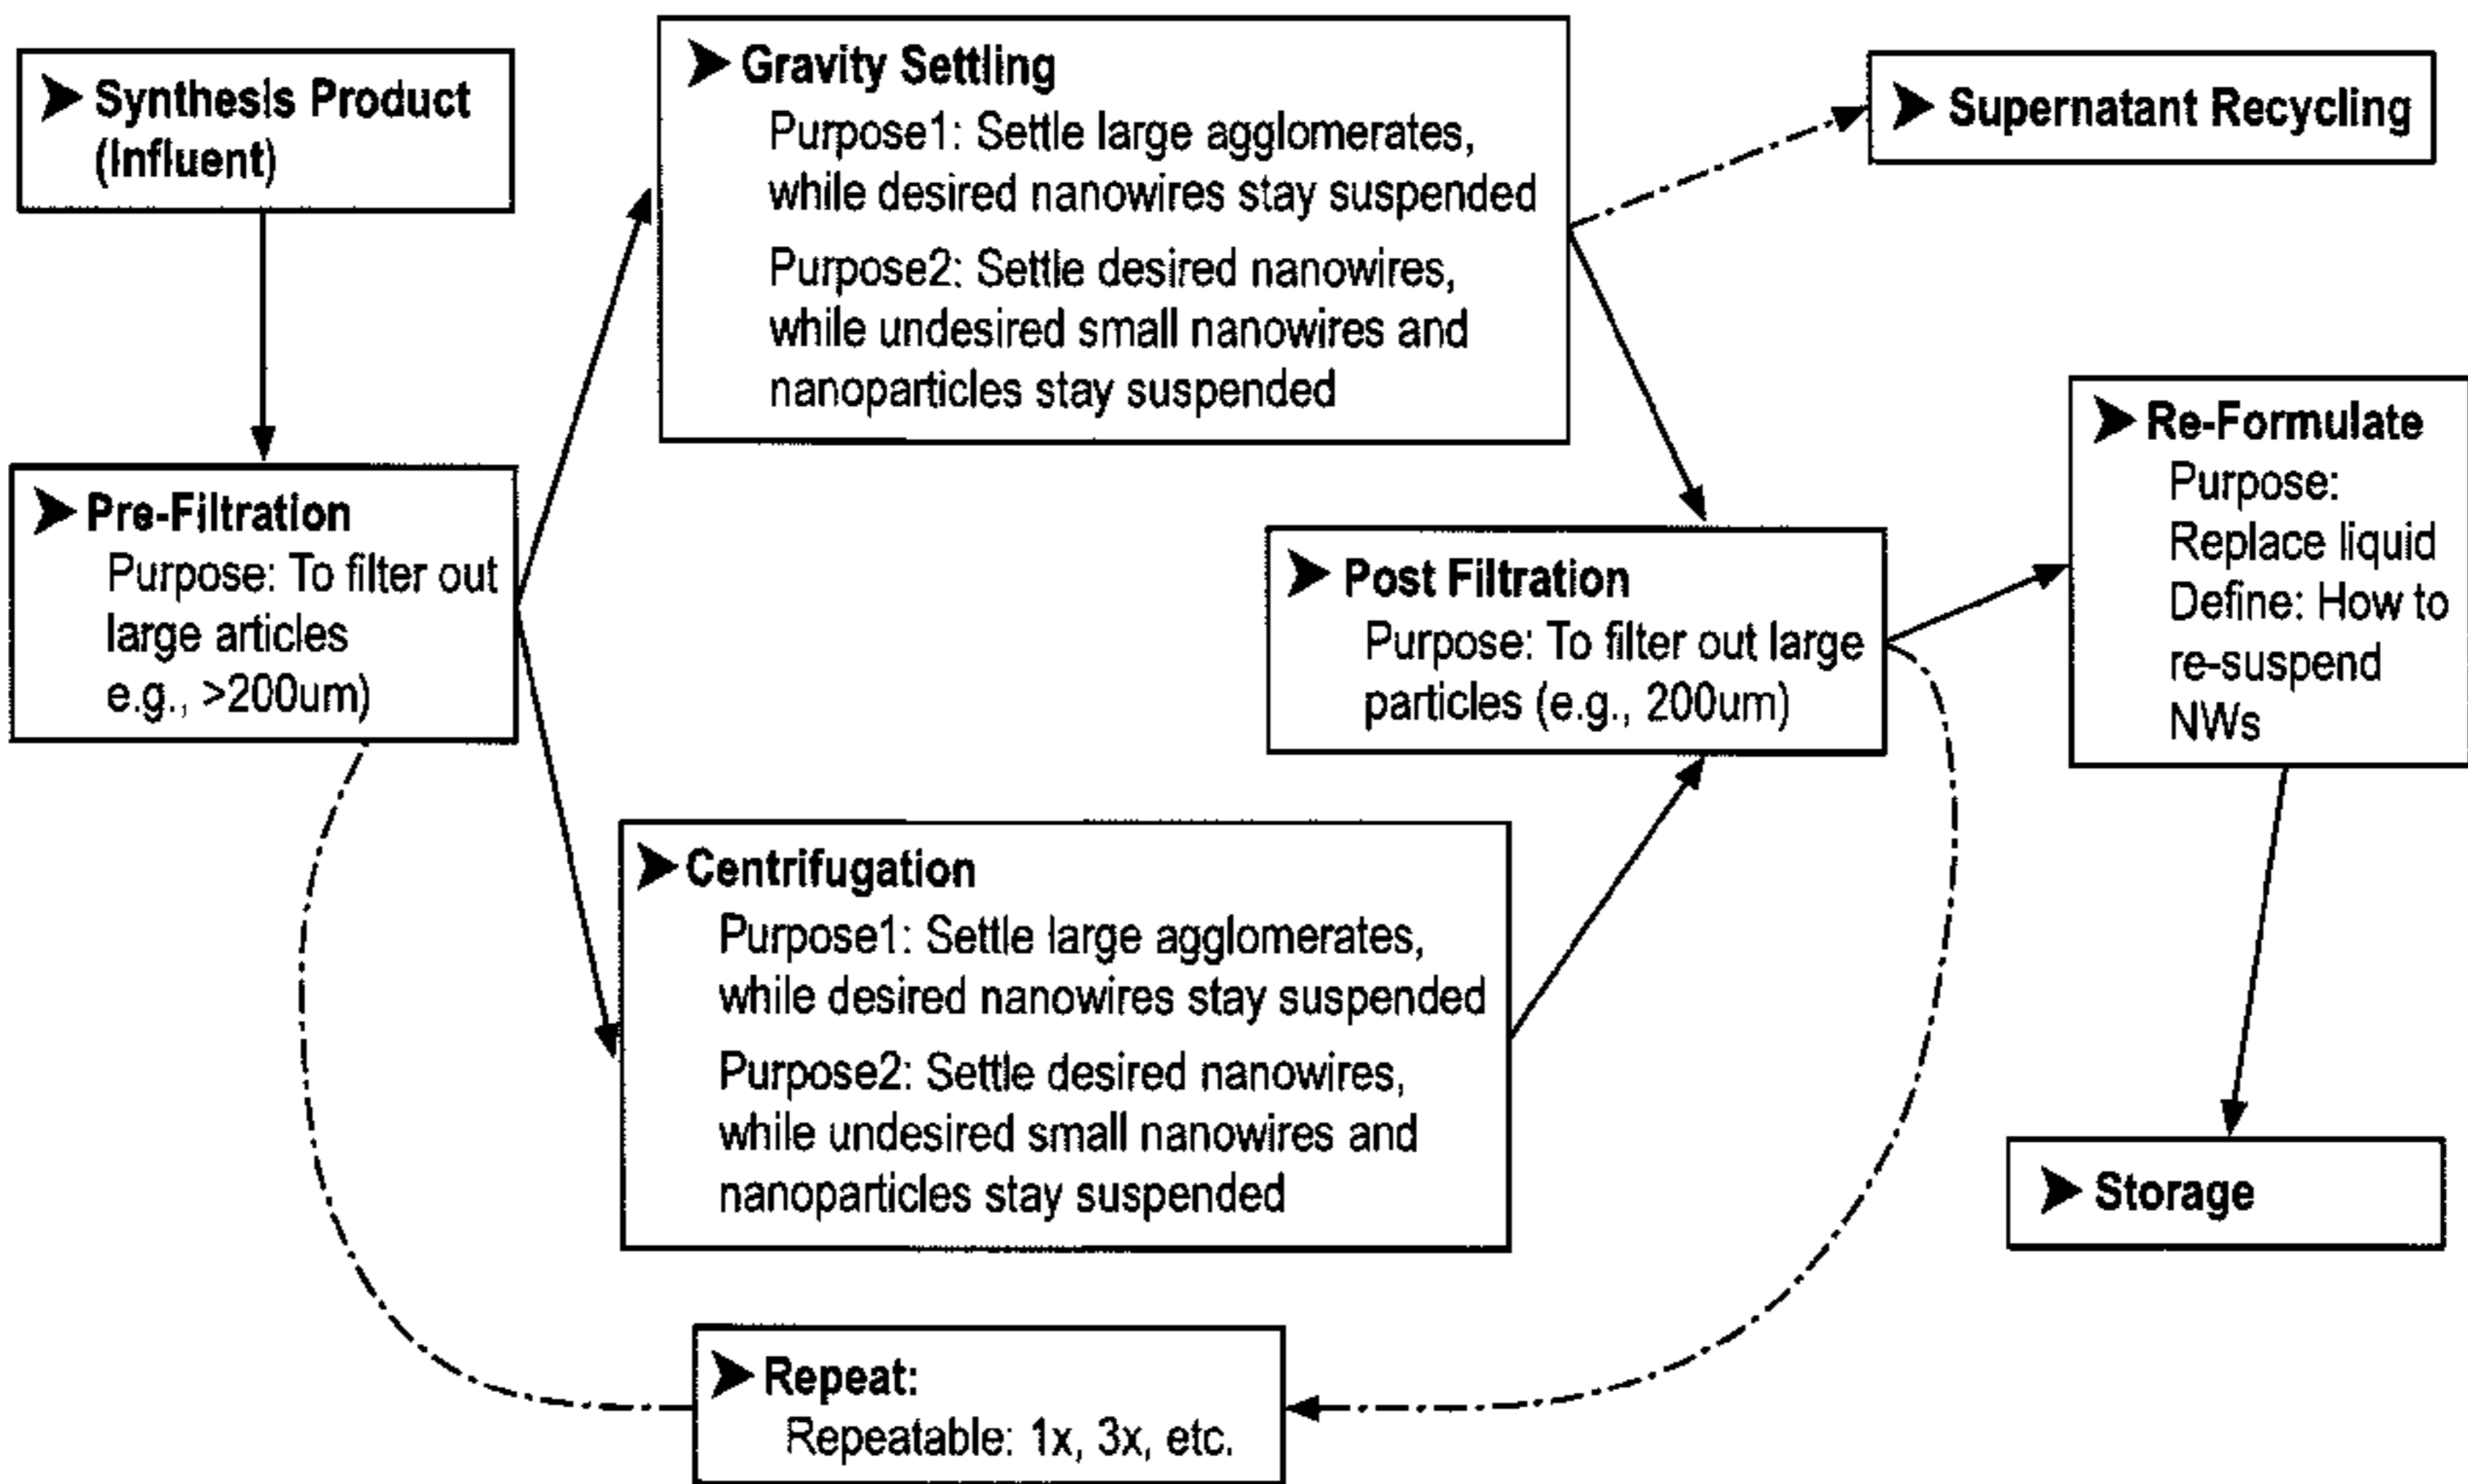 Synthesis Product
(Influent)
Pre-Filtration
Purpose: To filter out
large articles
e.g., >200um)
Gravity Settling
Purpose1: Settle large agglomerates,
while desired nanowires stay suspended
Purpose2: Settle desired nanowires,
while undesired small nanowires and
nanoparticles stay suspended
Supernatant Recycling
Centrifugation
Purpose1: Settle large agglomerates,
while desired nanowires stay suspended
Purpose2: Settle desired nanowires,
while undesired small nanowires and
nanoparticles stay suspended
Post Filtration
Purpose: To filter out large
particles (e.g., 200um)
Re-Formulate
Purpose:
Replace liquid
Define: How to
re-suspend
NWs
Storage
Repeat:
Repeatable: 1x, 3x, etc.